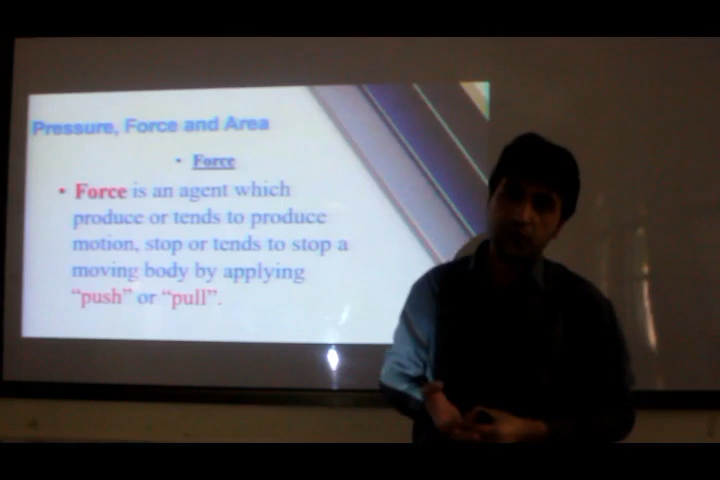 Pressure, Force and Area
• Force
• Force is an agent which
produce or tends to produce
motion, stop or tends to stop a
moving body by applying
“push” or “pull”.